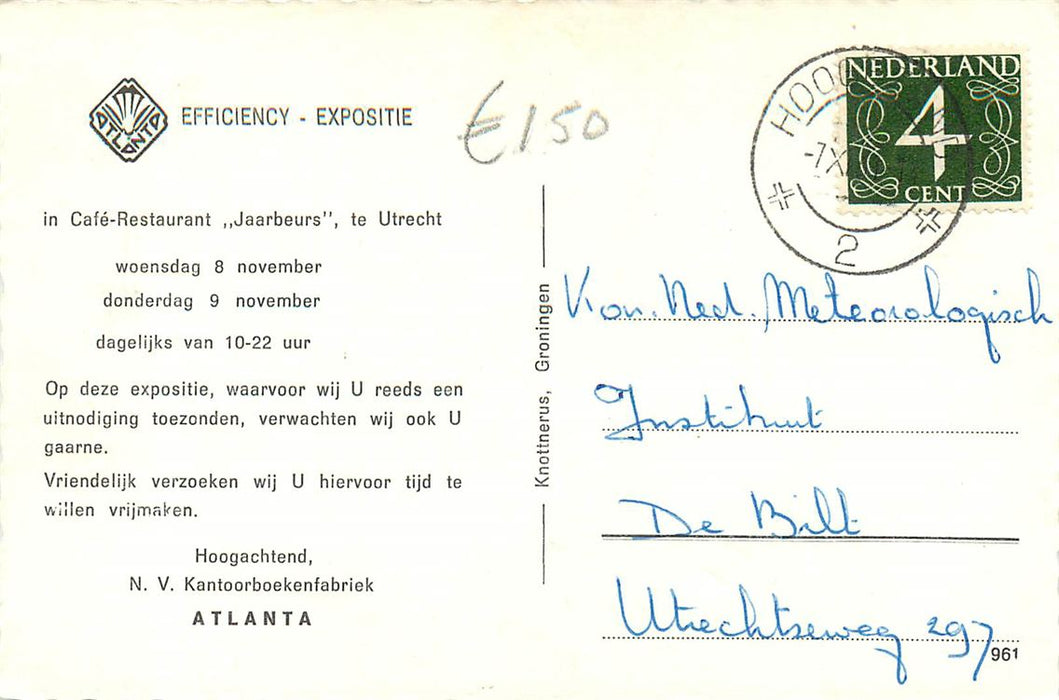 ATLANTA
EFFICIENCY - EXPOSITIE
€ 1.50
in Café-Restaurant „Jaarbeurs”, te Utrecht
woensdag 8 november
donderdag 9 november
dagelijks van 10-22 uur
Op deze expositie, waarvoor wij U reeds een
uitnodiging toezonden, verwachten wij ook U
gaarne.
Vriendelijk verzoeken wij U hiervoor tijd te
willen vrijmaken.
Hoogachtend,
N. V. Kantoorboekenfabriek
ATLANTA
Knottnerus, Groningen
NEDERLAND
4
CENT
2
Kon. Ned. Meteorologisch
Instituut
De Bilt
Utrechtseweg 297
961